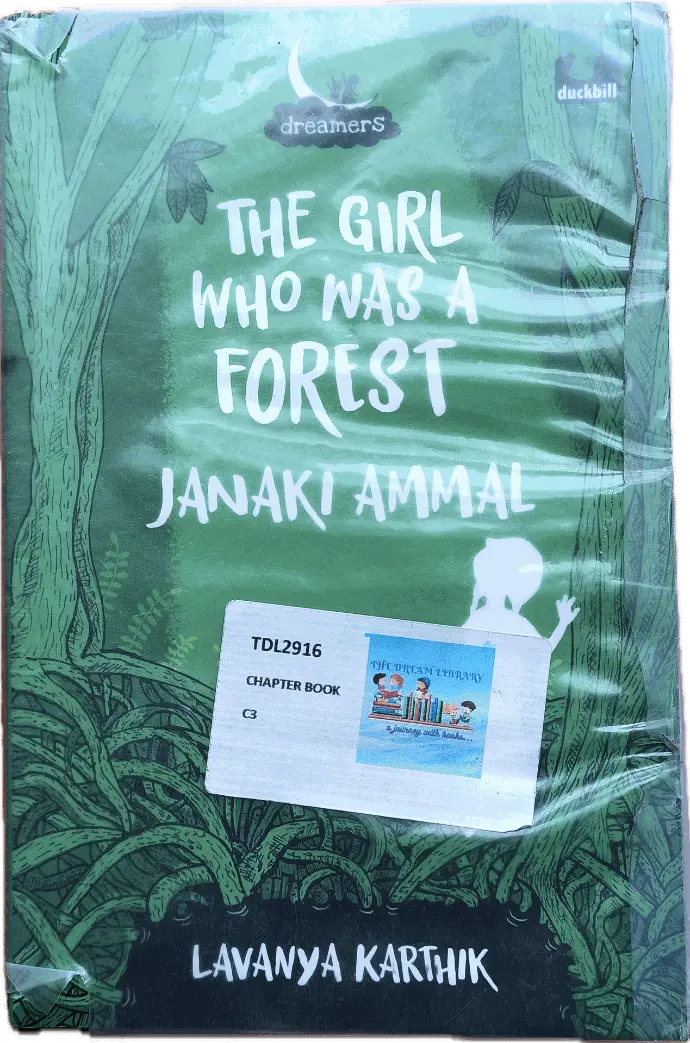 duckbill
dreamers
THE GIRL
WHO WAS A
FOREST
JANAKI AMMAL
TDL2916
CHAPTER BOOK
C3
THE DREAM LIBRARY
a journey with books...
LAVANYA KARTHIK